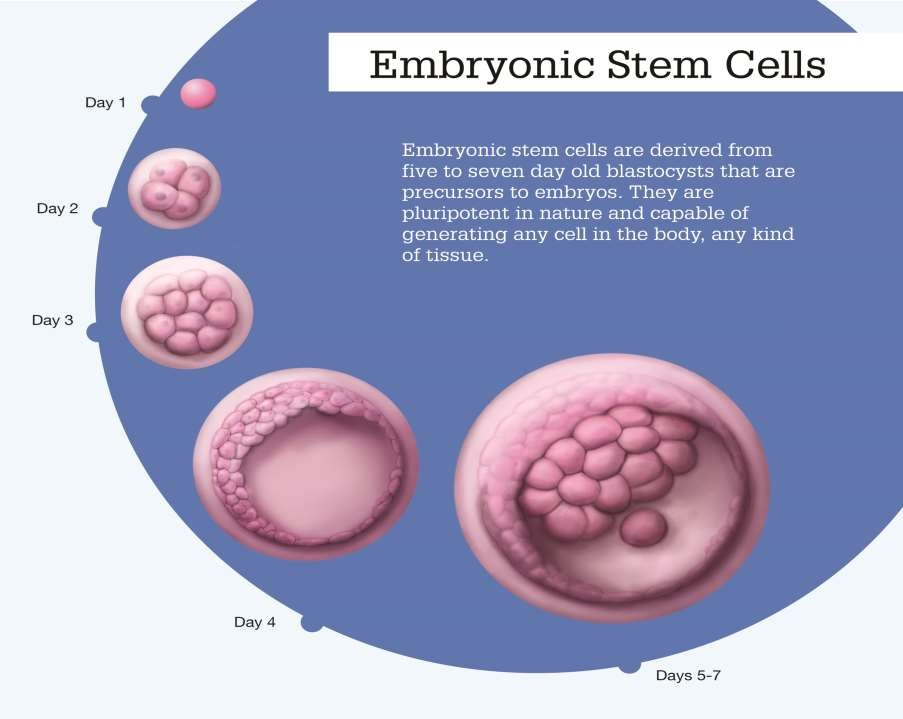 Embryonic Stem Cells
Day 1
Embryonic stem cells are derived from
five to seven day old blastocysts that are
precursors to embryos. They are
pluripotent in nature and capable of
generating any cell in the body, any kind
of tissue.
Day 2
Day 3
Day 4
Days 5-7